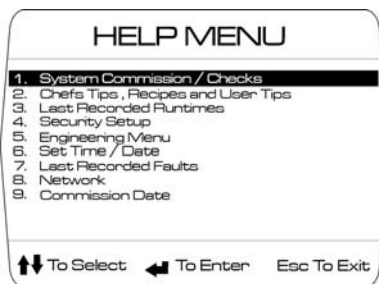 HELP MENU
1. System Commission / Checks
2. Chefs Tips , Recipes and User Tips
3. Last Recorded Runtimes
4. Security Setup
5. Engineering Menu
6. Set Time / Date
7. Last Recorded Faults
8. Network
9. Commission Date
To Select To Enter Esc To Exit